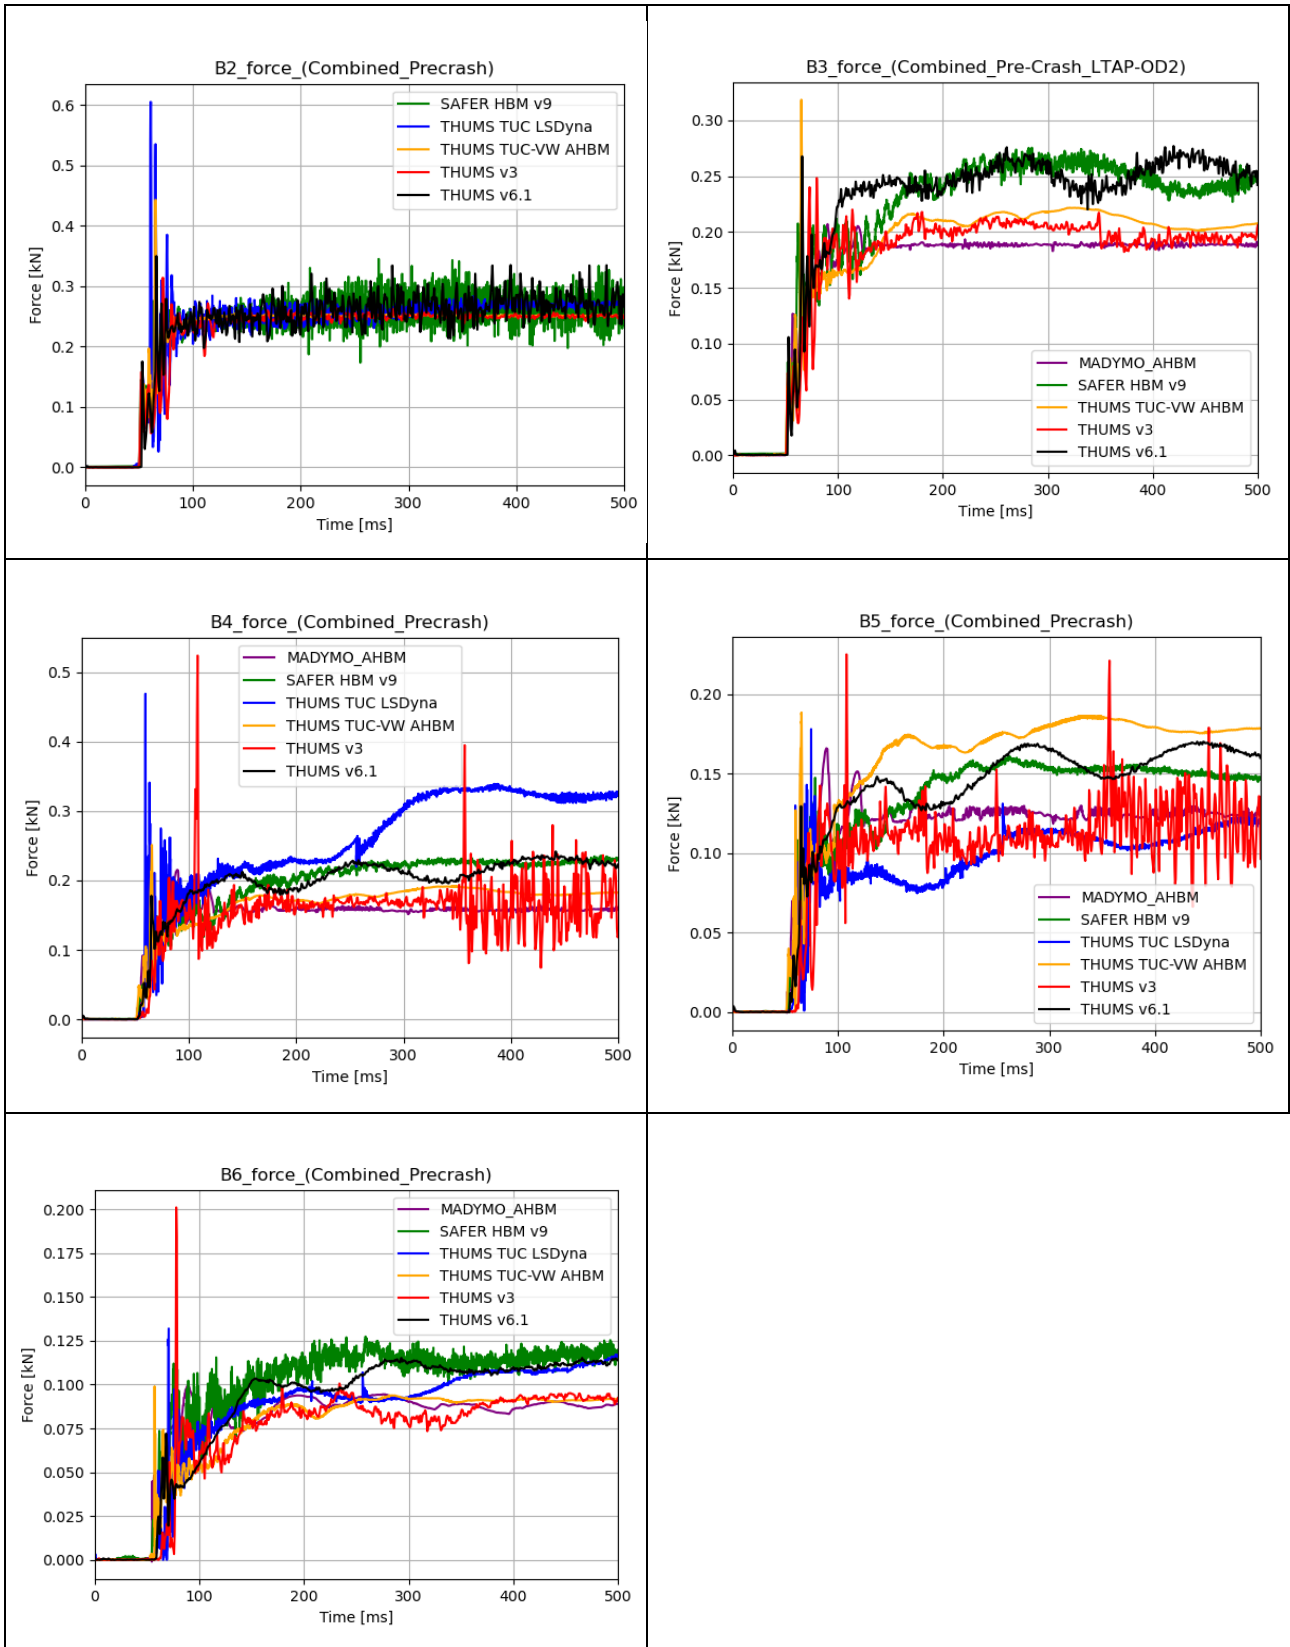 B2_force_(Combined_Precrash)
Force [kN]
0.6
0.5
0.4
0.3
0.2
0.1
0.0
SAFER HBM v9
THUMS TUC LSDyna
THUMS TUC-VW AHBM
THUMS v3
THUMS v6.1
0 100 200 300 400 500
Time [ms]
B3_force_(Combined_Pre-Crash_LTAP-OD2)
Force [kN]
0.30
0.25
0.20
0.15
0.10
0.05
0.00
MADYMO_AHBM
SAFER HBM v9
THUMS TUC-VW AHBM
THUMS v3
THUMS v6.1
0 100 200 300 400 500
Time [ms]
B4_force_(Combined_Precrash)
Force [kN]
0.5
0.4
0.3
0.2
0.1
0.0
MADYMO_AHBM
SAFER HBM v9
THUMS TUC LSDyna
THUMS TUC-VW AHBM
THUMS v3
THUMS v6.1
0 100 200 300 400 500
Time [ms]
B5_force_(Combined_Precrash)
Force [kN]
0.20
0.15
0.10
0.05
0.00
MADYMO_AHBM
SAFER HBM v9
THUMS TUC LSDyna
THUMS TUC-VW AHBM
THUMS v3
THUMS v6.1
0 100 200 300 400 500
Time [ms]
B6_force_(Combined_Precrash)
Force [kN]
0.200
0.175
0.150
0.125
0.100
0.075
0.050
0.025
0.000
MADYMO_AHBM
SAFER HBM v9
THUMS TUC LSDyna
THUMS TUC-VW AHBM
THUMS v3
THUMS v6.1
0 100 200 300 400 500
Time [ms]